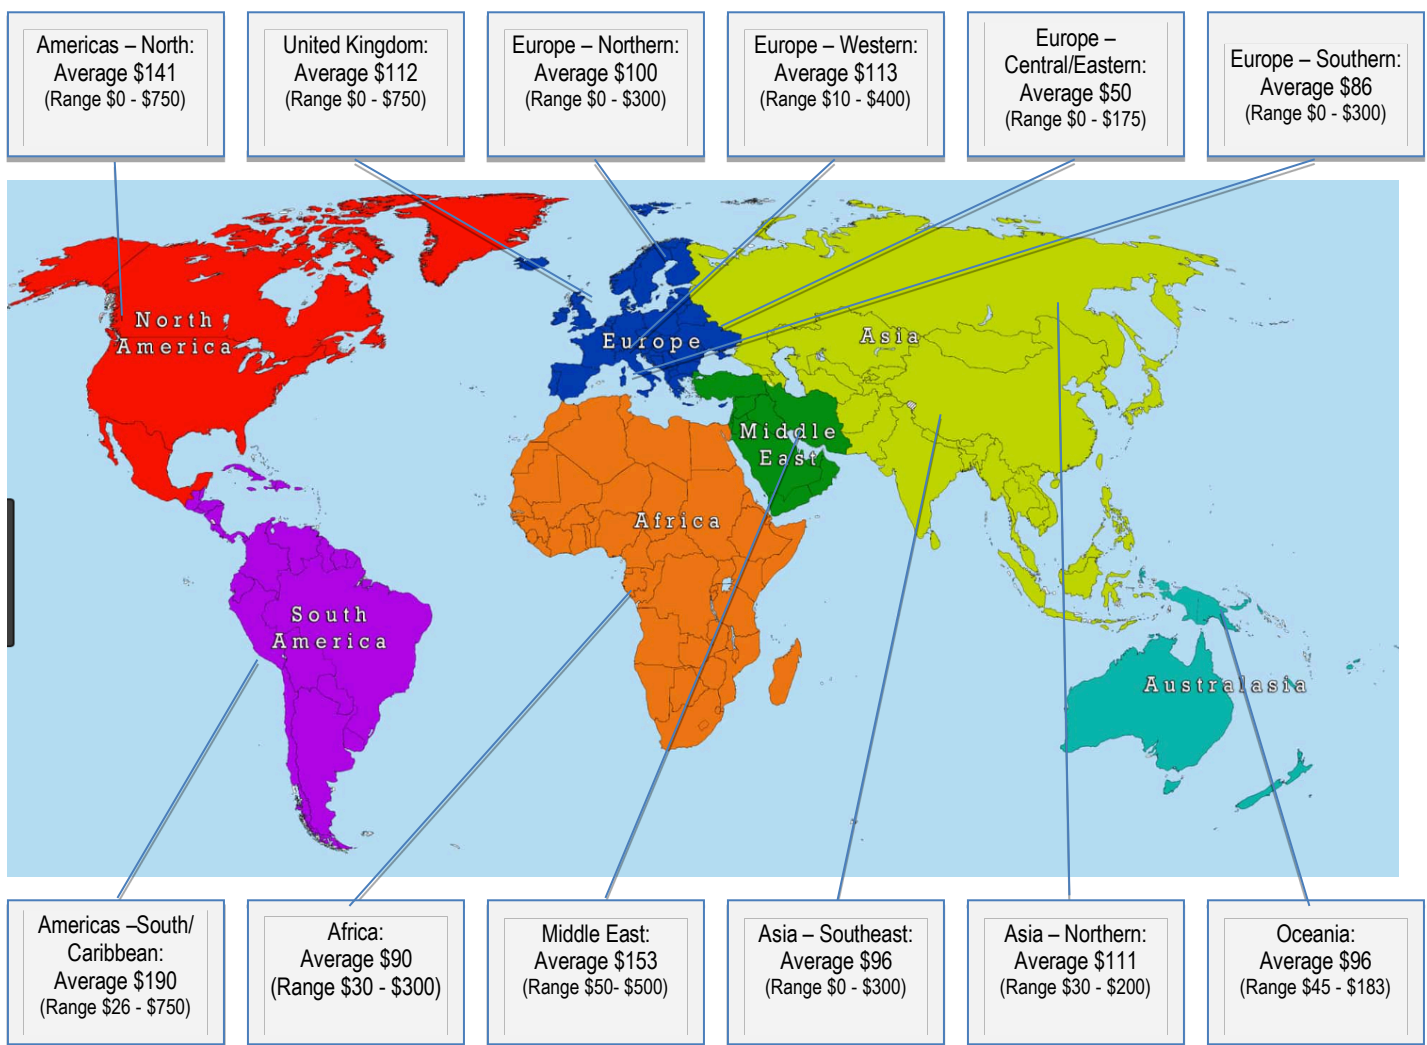 Americas – North:
Average $141
(Range $0 - $750)
United Kingdom:
Average $112
(Range $0 - $750)
Europe – Northern:
Average $100
(Range $0 - $300)
Europe – Western:
Average $113
(Range $10 - $400)
Europe –
Central/Eastern:
Average $50
(Range $0 - $175)
Europe – Southern:
Average $86
(Range $0 - $300)
North
America
Europe
Asia
Middle
East
Africa
South
America
Australasia
Americas –South/
Caribbean:
Average $190
(Range $26 - $750)
Africa:
Average $90
(Range $30 - $300)
Middle East:
Average $153
(Range $50- $500)
Asia – Southeast:
Average $96
(Range $0 - $300)
Asia – Northern:
Average $111
(Range $30 - $200)
Oceania:
Average $96
(Range $45 - $183)